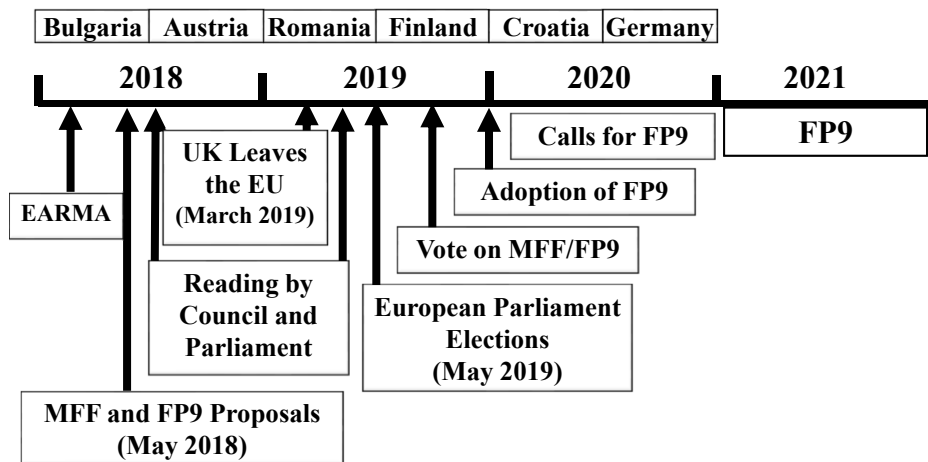 Bulgaria Austria Romania Finland Croatia Germany
2018 2019 2020 2021
UK Leaves
the EU
(March 2019)
Calls for FP9
FP9
EARMA
Adoption of FP9
Vote on MFF/FP9
Reading by
Council and
Parliament
European Parliament
Elections
(May 2019)
MFF and FP9 Proposals
(May 2018)